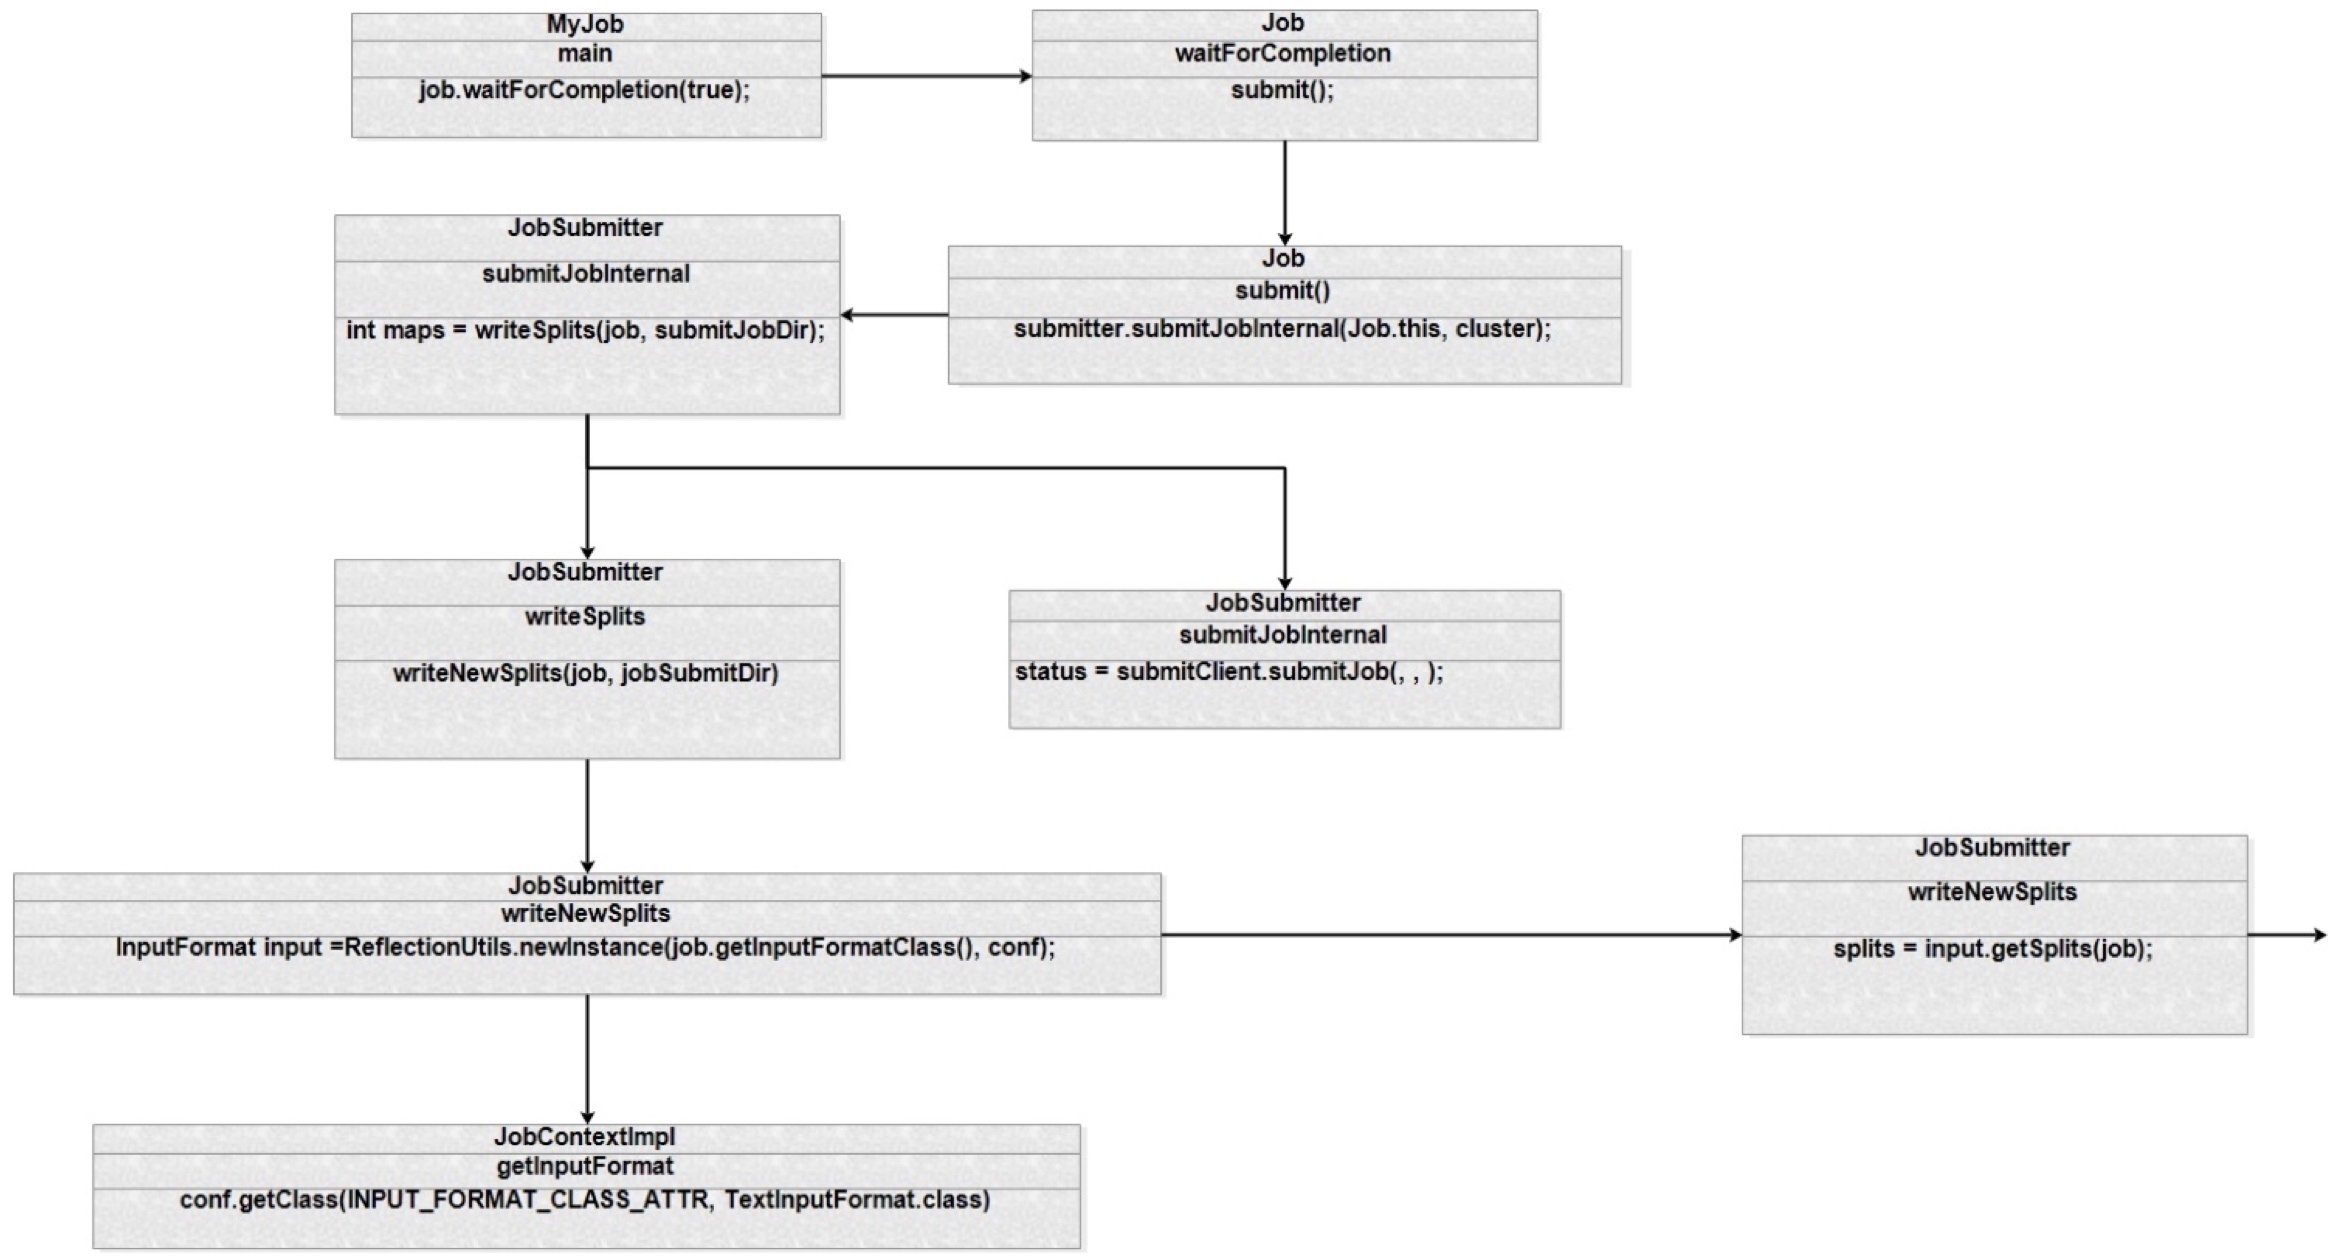 MyJob
main
job.waitForCompletion(true);
Job
waitForCompletion
submit();
JobSubmitter
submitJobInternal
int maps = writeSplits(job, submitJobDir);
Job
submit()
submitter.submitJobInternal(Job.this, cluster);
JobSubmitter
writeSplits
writeNewSplits(job, jobSubmitDir)
JobSubmitter
submitJobInternal
status = submitClient.submitJob(, , );
JobSubmitter
writeNewSplits
InputFormat input =ReflectionUtils.newInstance(job.getInputFormatClass(), conf);
JobSubmitter
writeNewSplits
splits = input.getSplits(job);
JobContextImpl
getInputFormat
conf.getClass(INPUT_FORMAT_CLASS_ATTR, TextInputFormat.class)